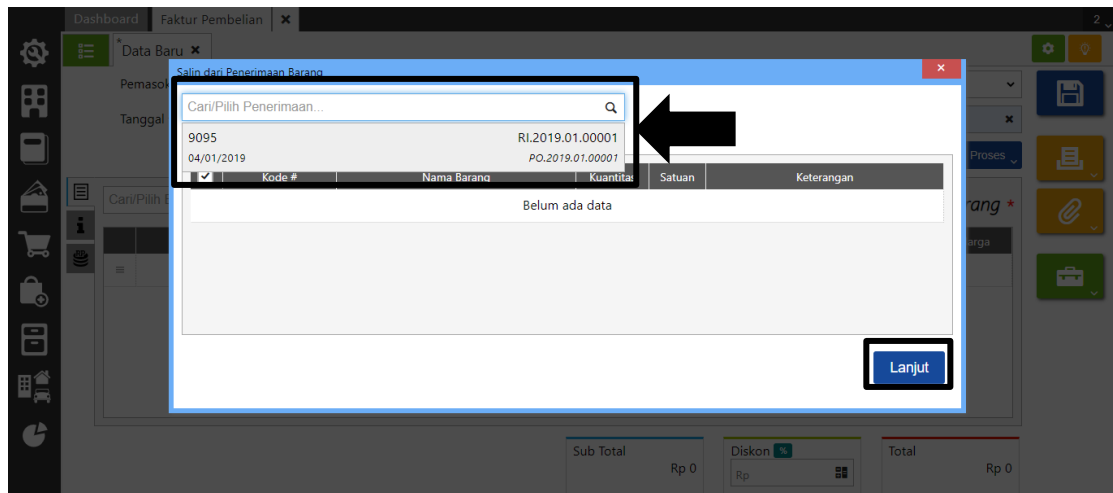 Dashboard Faktur Pembelian × 2
*Data Baru ×
Salin dari Penerimaan Barang ×
Pemasok
Cari/Pilih Penerimaan...
Tanggal
9095 RI.2019.01.00001
04/01/2019 PO.2019.01.00001
Proses
Kode # Nama Barang Kuantitas Satuan Keterangan
Cari/Pilih
Belum ada data
Lanjut
Sub Total Diskon % Total
Rp 0 Rp Rp 0